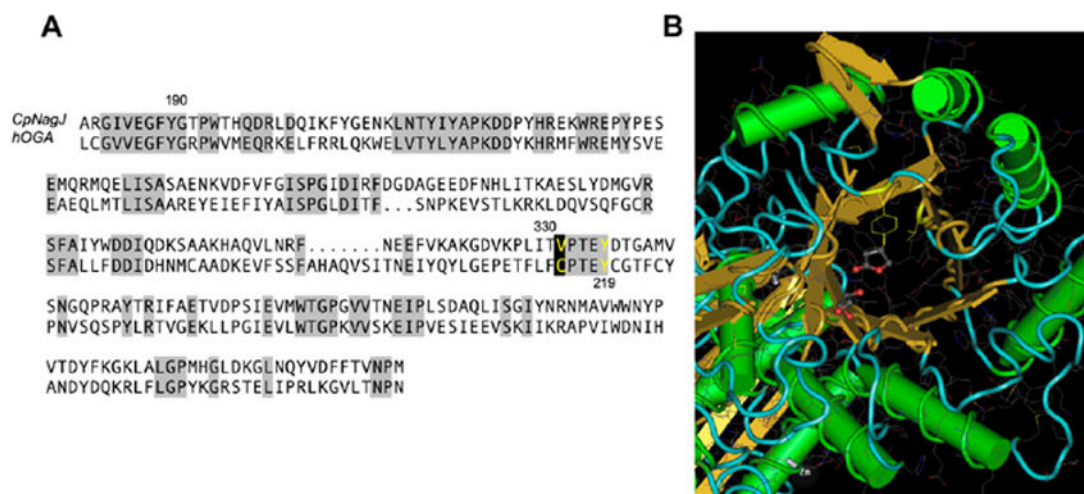 A
B
190
CpNagJ ARGIVEGFYGTPWTHQDRLDQIKFYGENKLNTYIYAPKDDPYHREKWREPYPES
hOGA LCGVVEGFYGRPWVMEQRKELFRRLQKWELVTYLYAPKDDYKHRMFWREMYSVE
EMQRMQELISASAENKVDFVFGISPGIDIRFDGDAGEEDFNHLITKAESLYDMGVR
EAEQLMTLISAAREYEIEFIYAISPGLDITF...SNPKEVSTLKRKLDQVSQFGCR
330
SFAIYWDDIQDKSAAKHAQVLNRF.......NEEFVKAKGDVKPLITVPTEYDTGAMV
SFALLFDDIDHNMCAADKEVFSSFAHAQVSITNEIYQYLGEPETFLFCPTEYCGTFCY
219
SNGQPRAYTRIFAETVDPSIEVMWTGPGVVTNEIPLSDAQLISGIYNRNMAVWWNYP
PNVSQSPYLRTVGEKLLPGIEVLWTGPKVVSKEIPVESIEEVSKIIKRAPVIWDNIH
VTDYFKGKLALGPMHGLDKGLNQYVDFFTVNPM
ANDYDQKRLFLGPYKGRSTELIPRLKGVLTNPN